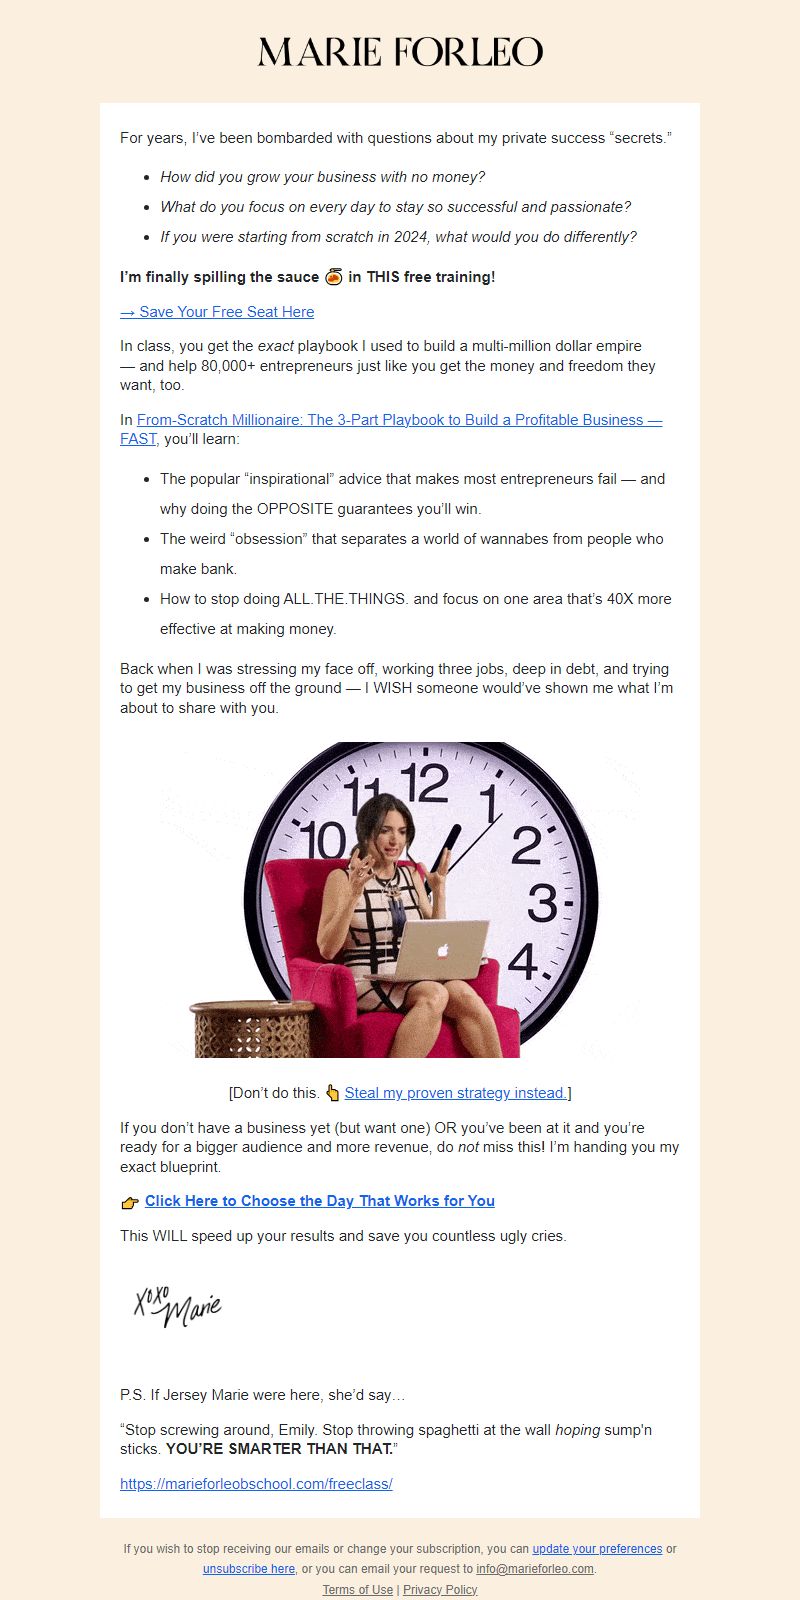 MARIE FORLEO
For years, I’ve been bombarded with questions about my private success “secrets.”
• How did you grow your business with no money?
• What do you focus on every day to stay so successful and passionate?
• If you were starting from scratch in 2024, what would you do differently?
I’m finally spilling the sauce 🍝 in THIS free training!
→ Save Your Free Seat Here
In class, you get the exact playbook I used to build a multi-million dollar empire
— and help 80,000+ entrepreneurs just like you get the money and freedom they
want, too.
In From-Scratch Millionaire: The 3-Part Playbook to Build a Profitable Business —
FAST, you’ll learn:
• The popular “inspirational” advice that makes most entrepreneurs fail — and
why doing the OPPOSITE guarantees you’ll win.
• The weird “obsession” that separates a world of wannabes from people who
make bank.
• How to stop doing ALL.THE.THINGS. and focus on one area that’s 40X more
effective at making money.
Back when I was stressing my face off, working three jobs, deep in debt, and trying
to get my business off the ground — I WISH someone would’ve shown me what I’m
about to share with you.
11 12 1
10 2
3
4
[Don’t do this. 👆 Steal my proven strategy instead.]
If you don’t have a business yet (but want one) OR you’ve been at it and you’re
ready for a bigger audience and more revenue, do not miss this! I’m handing you my
exact blueprint.
👉 Click Here to Choose the Day That Works for You
This WILL speed up your results and save you countless ugly cries.
XOXO Marie
P.S. If Jersey Marie were here, she’d say…
“Stop screwing around, Emily. Stop throwing spaghetti at the wall hoping sump'n
sticks. YOU’RE SMARTER THAN THAT.”
https://marieforleobschool.com/freeclass/
If you wish to stop receiving our emails or change your subscription, you can update your preferences or
unsubscribe here, or you can email your request to info@marieforleo.com.
Terms of Use | Privacy Policy